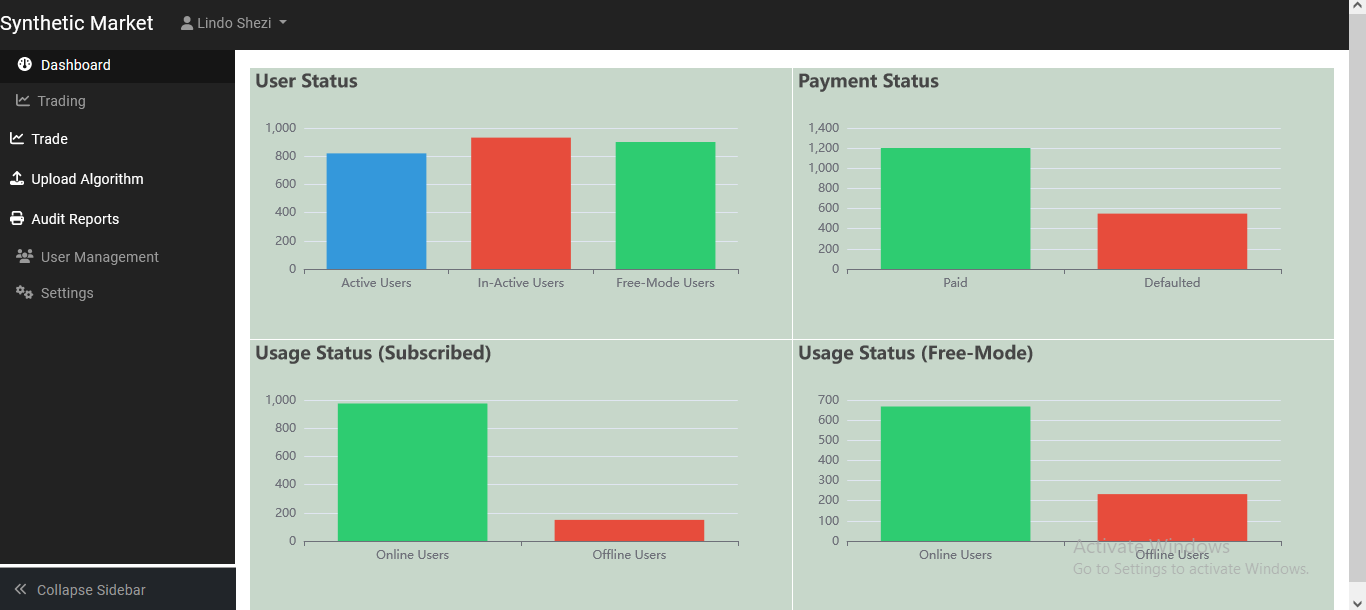 Synthetic Market
Lindo Shezi
Dashboard
Trading
Trade
Upload Algorithm
Audit Reports
User Management
Settings
Collapse Sidebar
User Status
1,000
800
600
400
200
0
Active Users
In-Active Users
Free-Mode Users
Payment Status
1,400
1,200
1,000
800
600
400
200
0
Paid
Defaulted
Usage Status (Subscribed)
1,000
800
600
400
200
0
Online Users
Offline Users
Usage Status (Free-Mode)
700
600
500
400
300
200
100
0
Online Users
Offline Users
Activate Windows
Go to Settings to activate Windows.